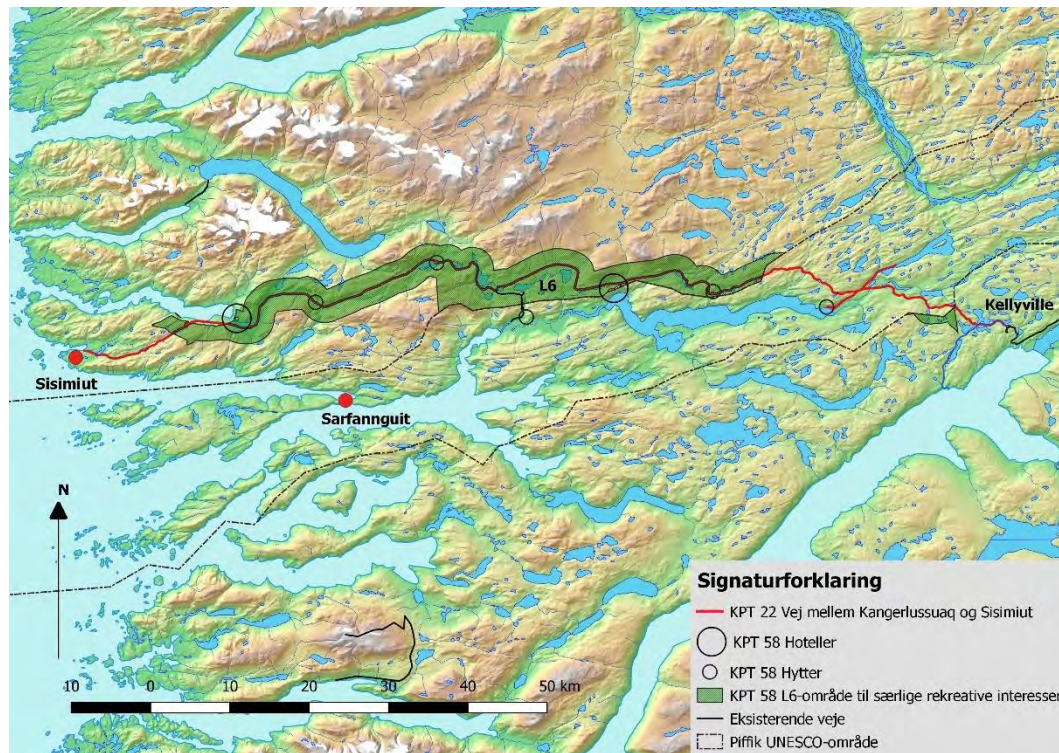 L6
Kellyville
Sisimiut
Sarfannguit
N
10 0 10 20 30 40 50 km
Signaturforklaring
KPT 22 Vej mellem Kangerlussuaq og Sisimiut
KPT 58 Hoteller
KPT 58 Hytter
KPT 58 L6-område til særlige rekreative interesser
Eksisterende veje
Piffik UNESCO-område